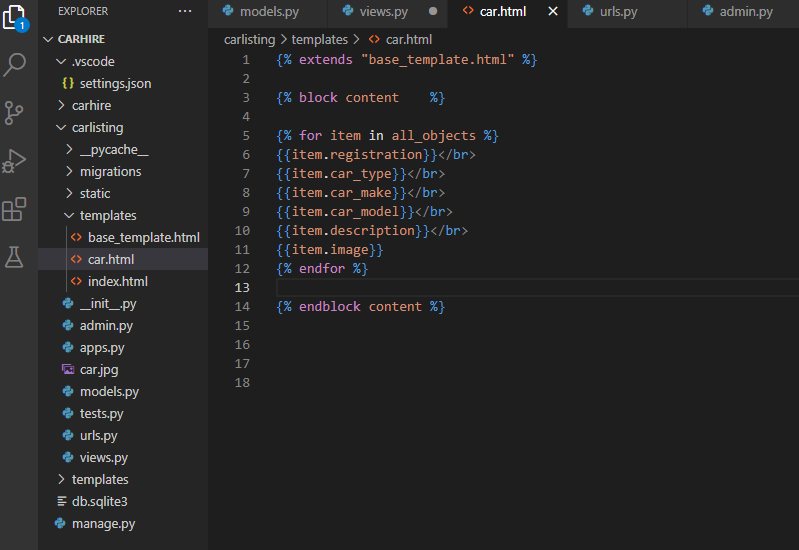 1
EXPLORER ···
CARHIRE
.vscode
{} settings.json
carhire
carlisting
__pycache__
migrations
static
templates
<> base_template.html
<> car.html
<> index.html
__init__.py
admin.py
apps.py
car.jpg
models.py
tests.py
urls.py
views.py
templates
db.sqlite3
manage.py
models.py views.py <> car.html urls.py admin.py
carlisting > templates > <> car.html
1 {% extends "base_template.html" %}
2
3 {% block content    %}
4
5 {% for item in all_objects %}
6 {{item.registration}}</br>
7 {{item.car_type}}</br>
8 {{item.car_make}}</br>
9 {{item.car_model}}</br>
10 {{item.description}}</br>
11 {{item.image}}
12 {% endfor %}
13
14 {% endblock content %}
15
16
17
18